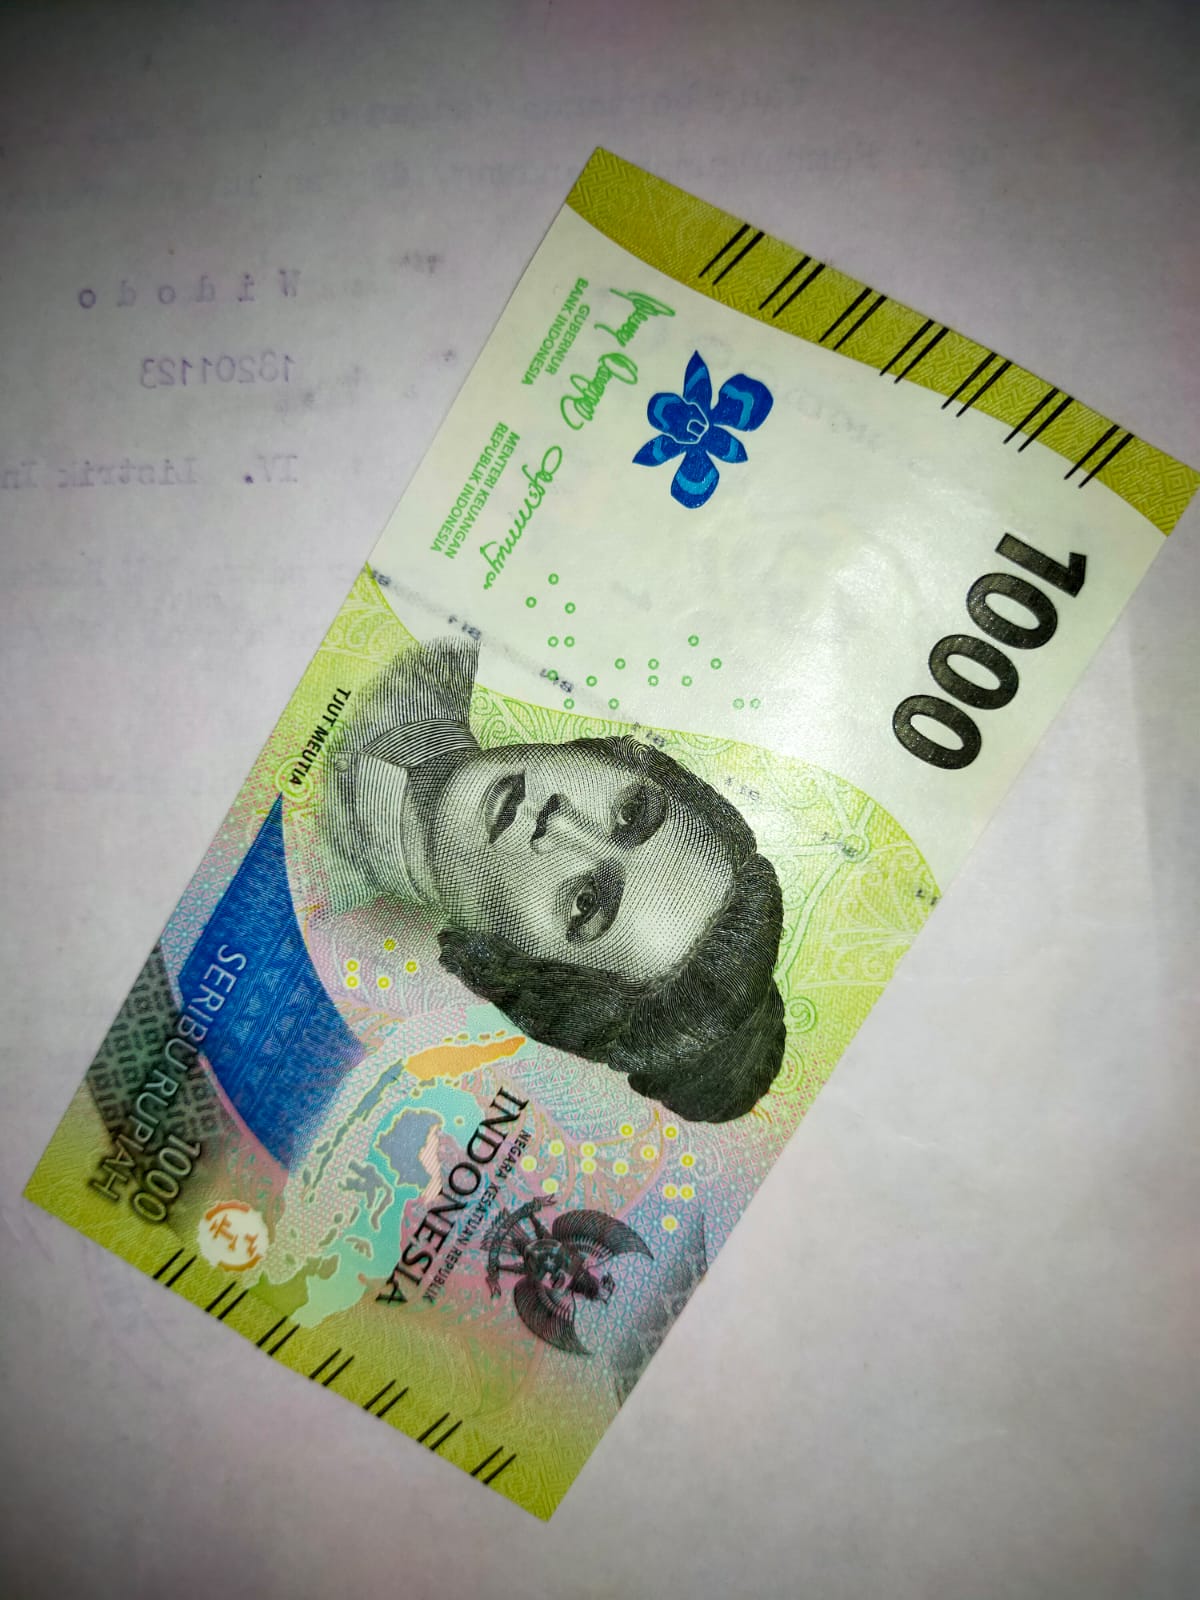 Widodo
13201123
IV. Listrik In
GUBERNUR
BANK INDONESIA
MENTERI KEUANGAN
REPUBLIK INDONESIA
1000
TJUT MEUTIA
NEGARA KESATUAN REPUBLIK
INDONESIA
SERIBU RUPIAH
1000